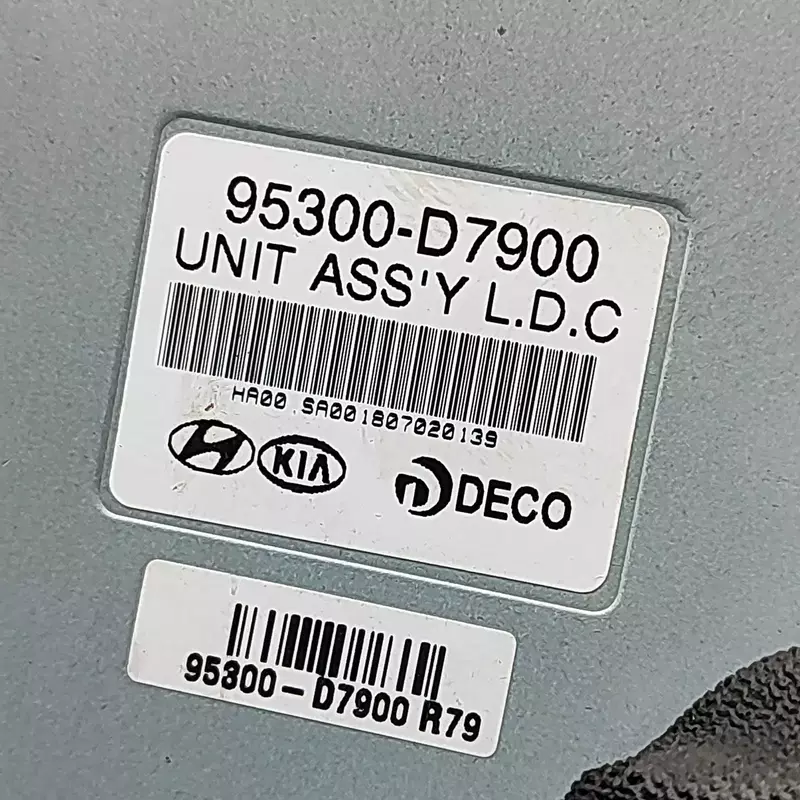 95300-D7900
UNIT ASS'Y L.D.C
HA00 SA001807020139
KIA
DECO
95300-D7900 R79